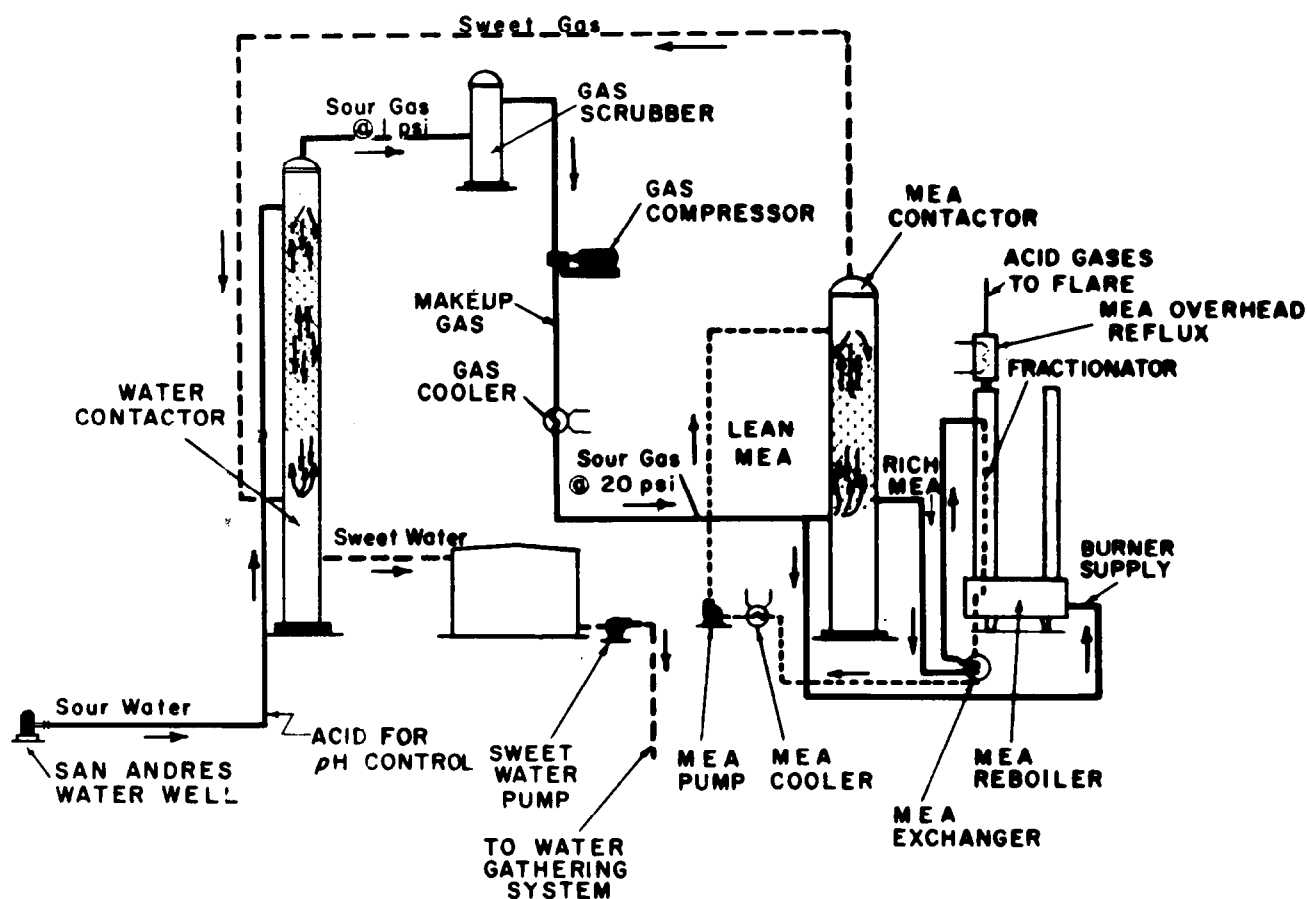 Sweet Gas
Sour Gas
@ 1 psi
GAS
SCRUBBER
GAS
COMPRESSOR
MEA
CONTACTOR
ACID GASES
TO FLARE
MEA OVERHEAD
REFLUX
FRACTIONATOR
MAKEUP
GAS
GAS
COOLER
WATER
CONTACTOR
LEAN
MEA
Sour Gas
@ 20 psi
RICH
MEA
Sweet Water
BURNER
SUPPLY
Sour Water
SAN ANDRES
WATER WELL
ACID FOR
pH CONTROL
SWEET
WATER
PUMP
MEA
PUMP
MEA
COOLER
MEA
REBOILER
MEA
EXCHANGER
TO WATER
GATHERING
SYSTEM